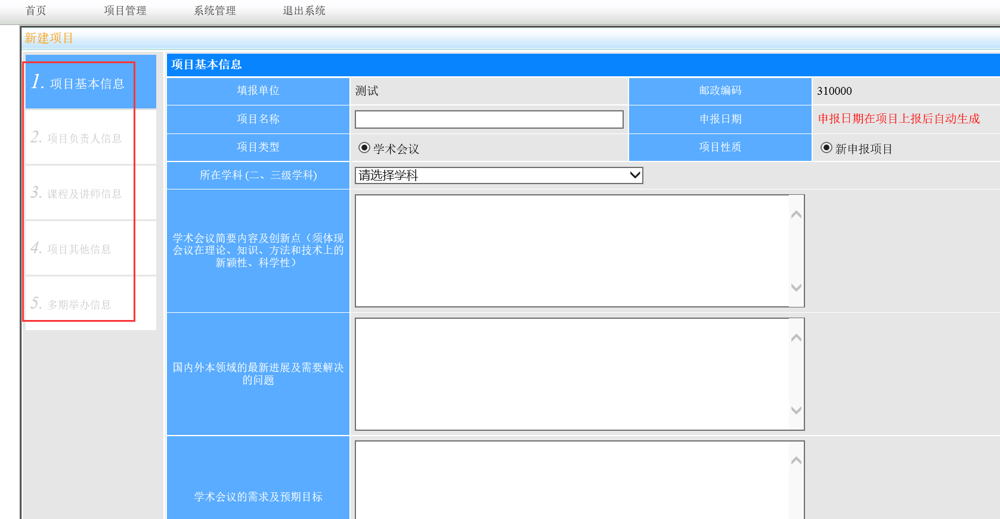 首页 项目管理 系统管理 退出系统
新建项目
1. 项目基本信息
2. 项目负责人信息
3. 课程及讲师信息
4. 项目其他信息
5. 多期举办信息
项目基本信息
填报单位 测试 邮政编码 310000
项目名称 申报日期 申报日期在项目上报后自动生成
项目类型 学术会议 项目性质 新申报项目
所在学科 (二、三级学科) 请选择学科
学术会议简要内容及创新点（须体现
会议在理论、知识、方法和技术上的
新颖性、科学性）
国内外本领域的最新进展及需要解决
的问题
学术会议的需求及预期目标